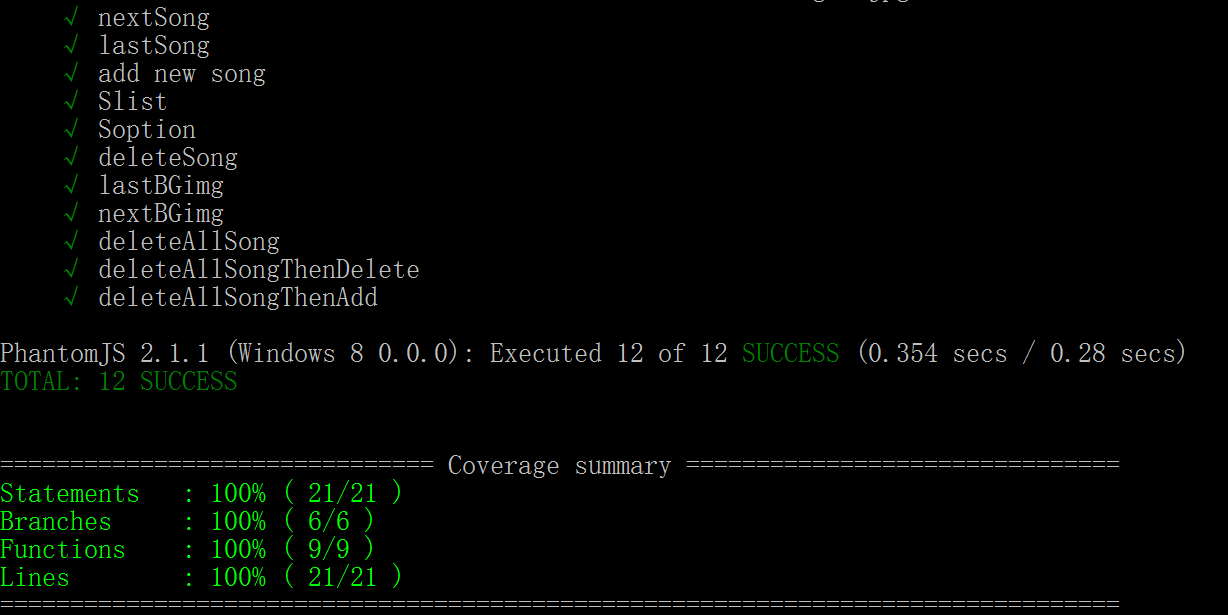 √ nextSong
√ lastSong
√ add new song
√ Slist
√ Soption
√ deleteSong
√ lastBGimg
√ nextBGimg
√ deleteAllSong
√ deleteAllSongThenDelete
√ deleteAllSongThenAdd
PhantomJS 2.1.1 (Windows 8 0.0.0): Executed 12 of 12 SUCCESS (0.354 secs / 0.28 secs)
TOTAL: 12 SUCCESS
=============================== Coverage summary ===============================
Statements   : 100% ( 21/21 )
Branches     : 100% ( 6/6 )
Functions    : 100% ( 9/9 )
Lines        : 100% ( 21/21 )
================================================================================